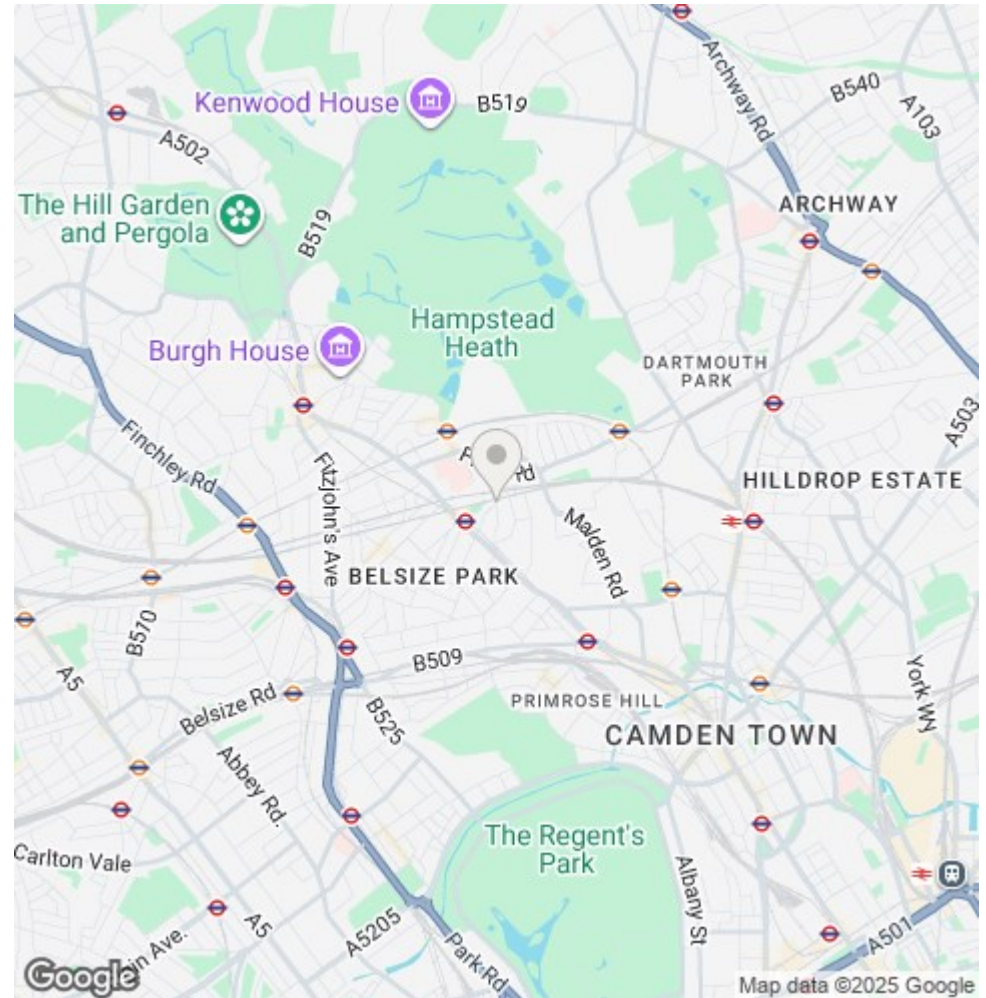 Archway Rd
Kenwood House
B519
B540
A103
A502
The Hill Garden
and Pergola
B519
ARCHWAY
Hampstead
Heath
Burgh House
DARTMOUTH
PARK
A503
Finchley Rd
Fitzjohn's Ave
Rd
HILLDROP ESTATE
Malden Rd
BELSIZE PARK
B510
B509
A5
York Wy
PRIMROSE HILL
Belsize Rd
B525
CAMDEN TOWN
Abbey Rd.
Carlton Vale
The Regent's
Park
Albany St
A5
A5205
Park Rd
A501
Ave.
Google
Map data ©2025 Google